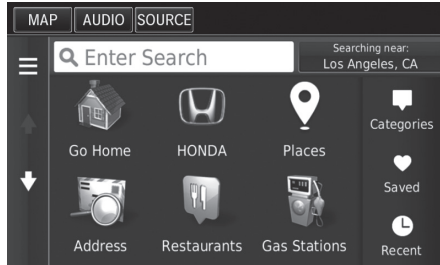 MAP AUDIO SOURCE
Enter Search
Searching near:
Los Angeles, CA
Go Home HONDA Places
Categories
Saved
Address Restaurants Gas Stations
Recent